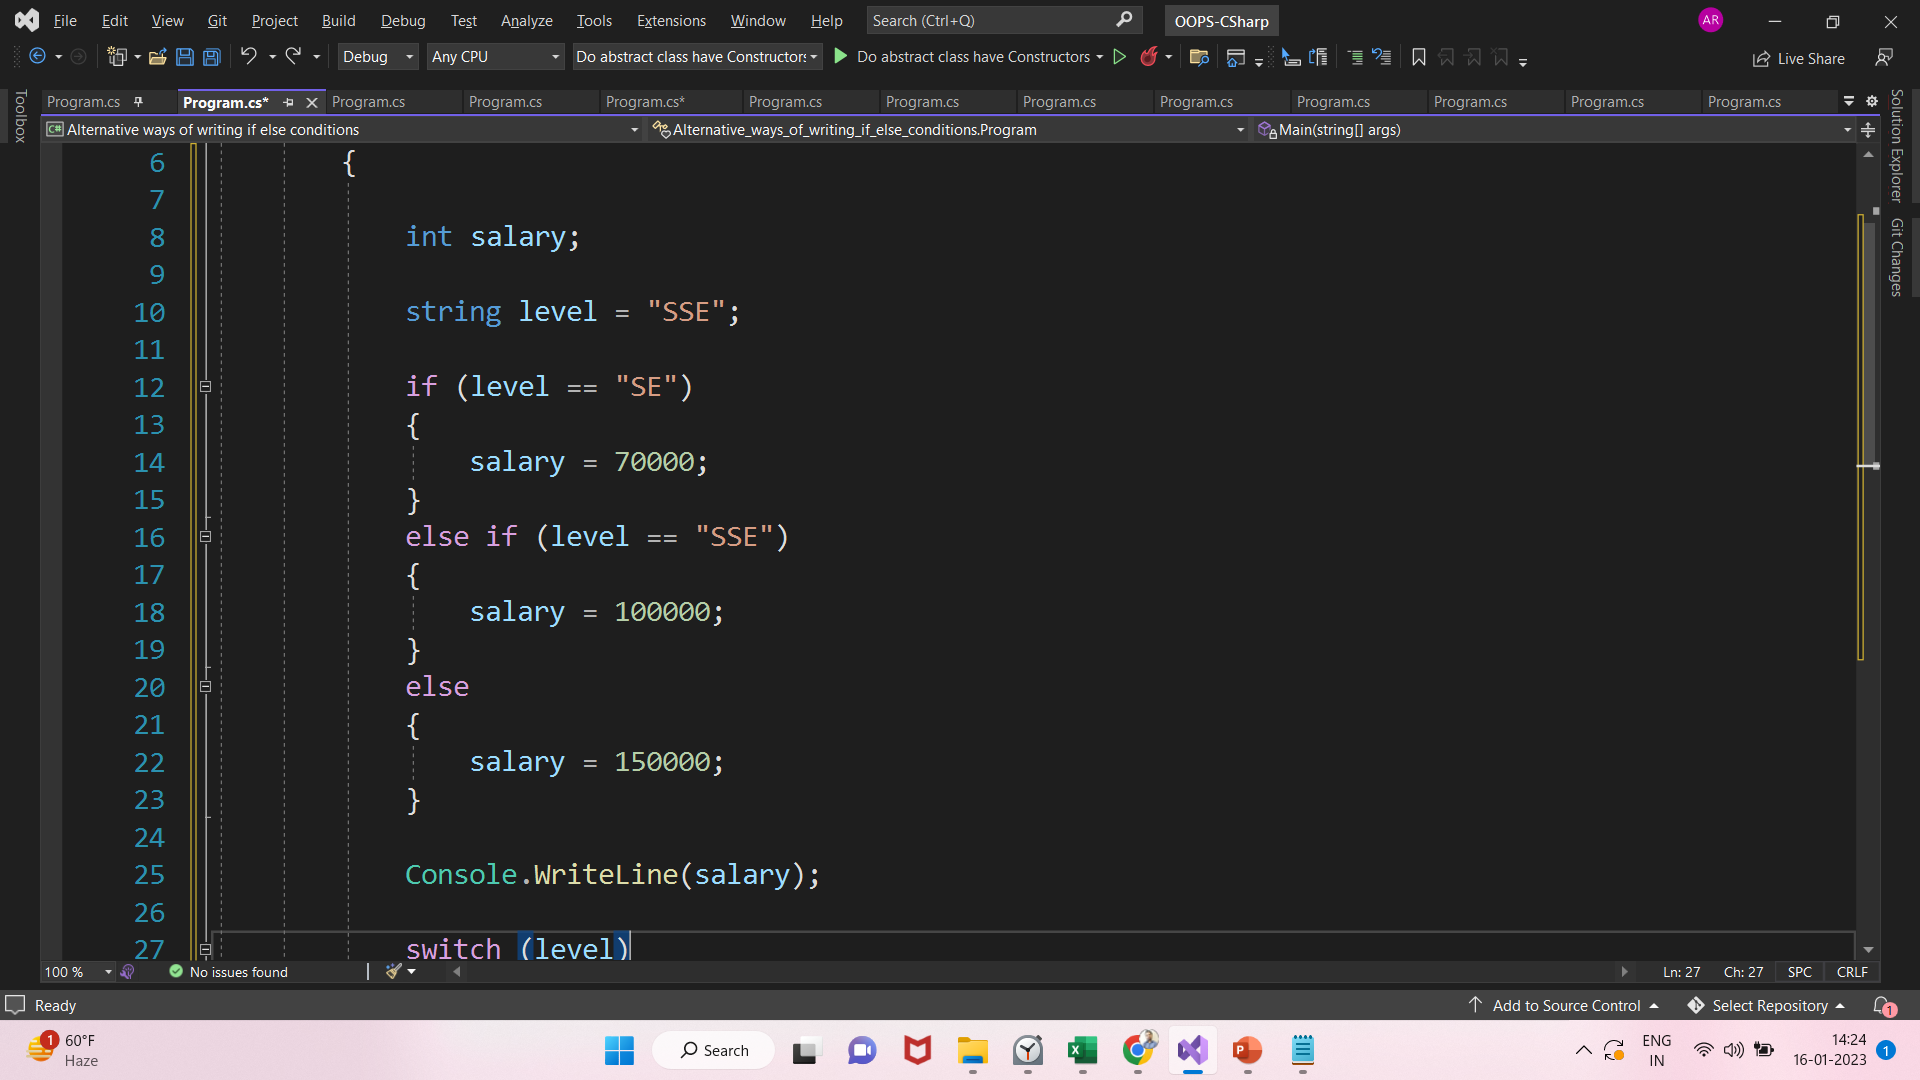 File Edit View Git Project Build Debug Test Analyze Tools Extensions Window Help Search (Ctrl+Q) OOPS-CSharp AR
Debug Any CPU Do abstract class have Constructors Do abstract class have Constructors Live Share
Toolbox
Program.cs Program.cs* Program.cs Program.cs Program.cs* Program.cs Program.cs Program.cs Program.cs Program.cs Program.cs Program.cs Program.cs
C# Alternative ways of writing if else conditions Alternative_ways_of_writing_if_else_conditions.Program Main(string[] args)
Solution Explorer
Git Changes
6 {
7
8 int salary;
9
10 string level = "SSE";
11
12 if (level == "SE")
13 {
14 salary = 70000;
15 }
16 else if (level == "SSE")
17 {
18 salary = 100000;
19 }
20 else
21 {
22 salary = 150000;
23 }
24
25 Console.WriteLine(salary);
26
27 switch (level)
100 % No issues found Ln: 27 Ch: 27 SPC CRLF
Ready Add to Source Control Select Repository 1
1 60°F Search ENG 14:24
Haze IN 16-01-2023 1